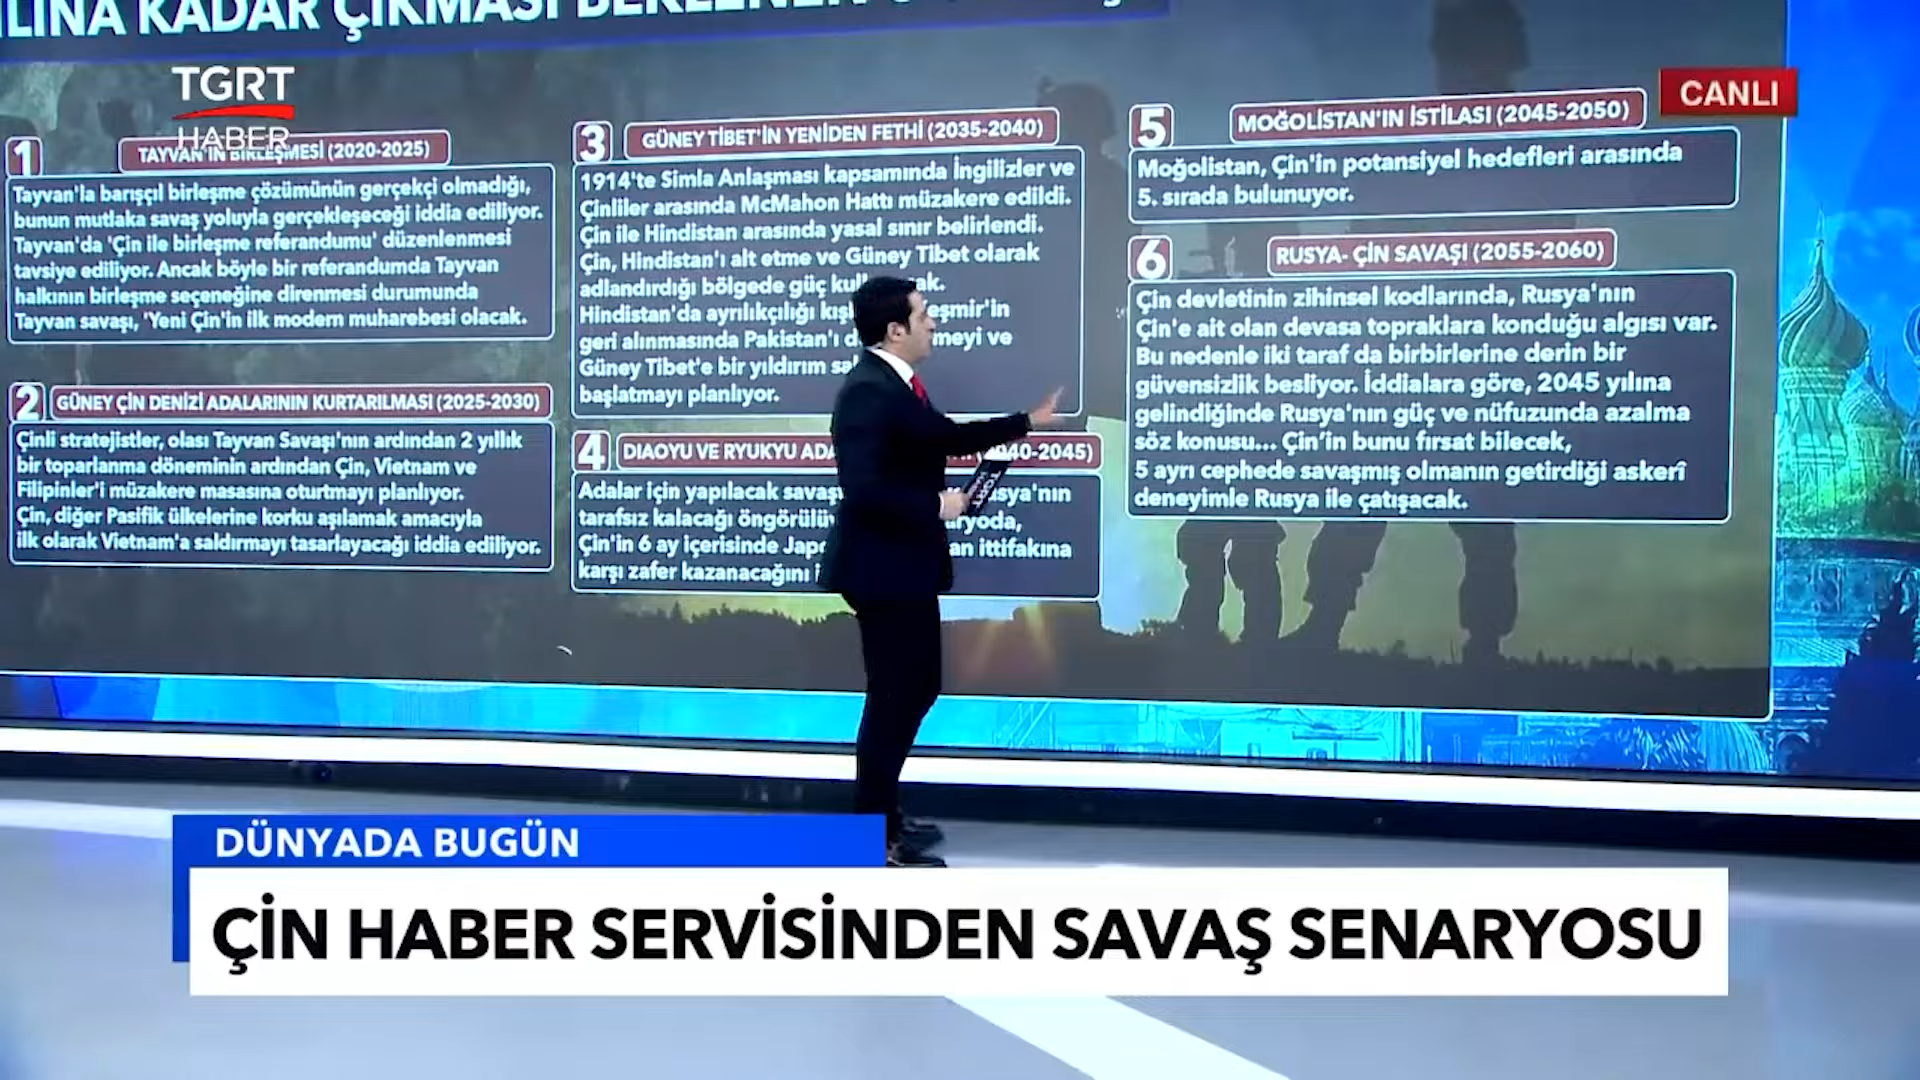 ILINA KADAR ÇIKMASI BEKLENEN
TGRT
HABER
CANLI
1
TAYVAN'IN BİRLEŞMESİ (2020-2025)
Tayvan'la barışçıl birleşme çözümünün gerçekçi olmadığı,
bunun mutlaka savaş yoluyla gerçekleşeceği iddia ediliyor.
Tayvan'da 'Çin ile birleşme referandumu' düzenlenmesi
tavsiye ediliyor. Ancak böyle bir referandumda Tayvan
halkının birleşme seçeneğine direnmesi durumunda
Tayvan savaşı, 'Yeni Çin'in ilk modern muharebesi olacak.
2
GÜNEY ÇİN DENİZİ ADALARININ KURTARILMASI (2025-2030)
Çinli stratejistler, olası Tayvan Savaşı'nın ardından 2 yıllık
bir toparlanma döneminin ardından Çin, Vietnam ve
Filipinler'i müzakere masasına oturtmayı planlıyor.
Çin, diğer Pasifik ülkelerine korku aşılamak amacıyla
ilk olarak Vietnam'a saldırmayı tasarlayacağı iddia ediliyor.
3
GÜNEY TİBET'İN YENİDEN FETHİ (2035-2040)
1914'te Simla Anlaşması kapsamında İngilizler ve
Çinliler arasında McMahon Hattı müzakere edildi.
Çin ile Hindistan arasında yasal sınır belirlendi.
Çin, Hindistan'ı alt etme ve Güney Tibet olarak
adlandırdığı bölgede güç
Hindistan'da ayrılıkçılığı
geri alınmasında Pakistan'ı ve
Güney Tibet'e bir yıldırım
başlatmayı planlıyor.
4
DIAOYU VE RYUKYU
Adalar için yapılacak
tarafsız kalacağı
Çin'in 6 ay içerisinde ittifakına
karşı zafer kazanacağını
5
MOĞOLİSTAN'IN İSTİLASI (2045-2050)
Moğolistan, Çin'in potansiyel hedefleri arasında
5. sırada bulunuyor.
6
RUSYA- ÇİN SAVAŞI (2055-2060)
Çin devletinin zihinsel kodlarında, Rusya'nın
Çin'e ait olan devasa topraklara konduğu algısı var.
Bu nedenle iki taraf da birbirlerine derin bir
güvensizlik besliyor. İddialara göre, 2045 yılına
gelindiğinde Rusya'nın güç ve nüfuzunda azalma
söz konusu... Çin'in bunu fırsat bilecek,
5 ayrı cephede savaşmış olmanın getirdiği askerî
deneyimle Rusya ile çatışacak.
DÜNYADA BUGÜN
ÇİN HABER SERVİSİNDEN SAVAŞ SENARYOSU